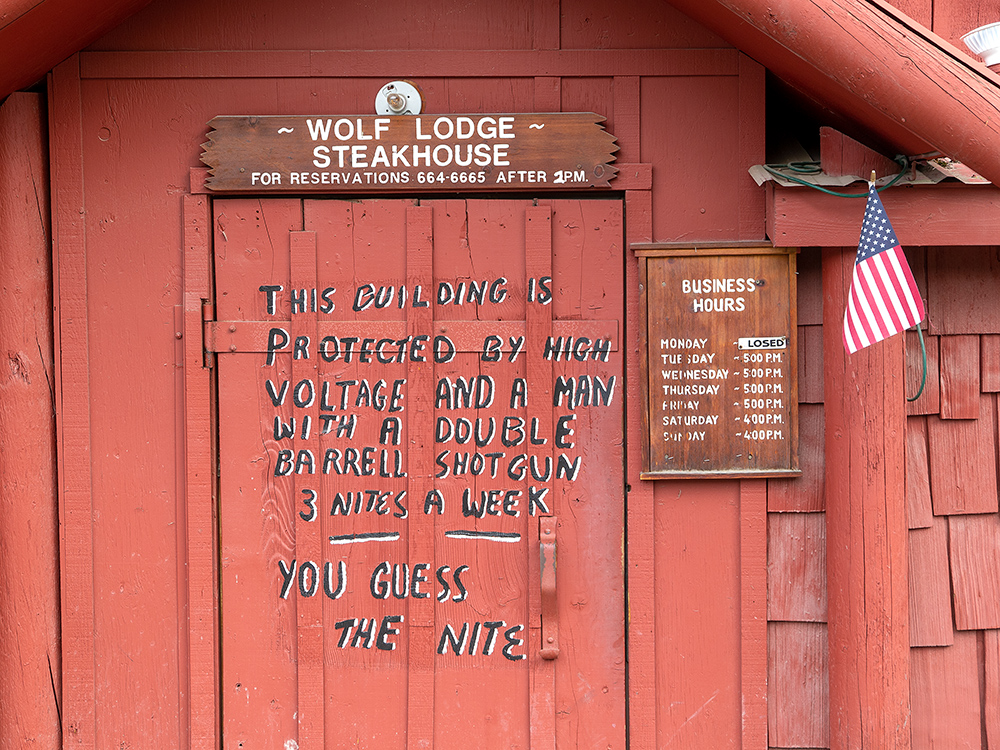 ~ WOLF LODGE ~
STEAKHOUSE
FOR RESERVATIONS 664-6665 AFTER 2P.M.
THIS BUILDING IS
PROTECTED BY HIGH
VOLTAGE AND A MAN
WITH A DOUBLE
BARRELL SHOTGUN
3 NITES A WEEK
YOU GUESS
THE NITE
BUSINESS
HOURS
MONDAY ~ CLOSED
TUESDAY ~ 5:00 P.M.
WEDNESDAY ~ 5:00 P.M.
THURSDAY ~ 5:00 P.M.
FRIDAY ~ 5:00 P.M.
SATURDAY ~ 4:00 P.M.
SUNDAY ~ 4:00 P.M.